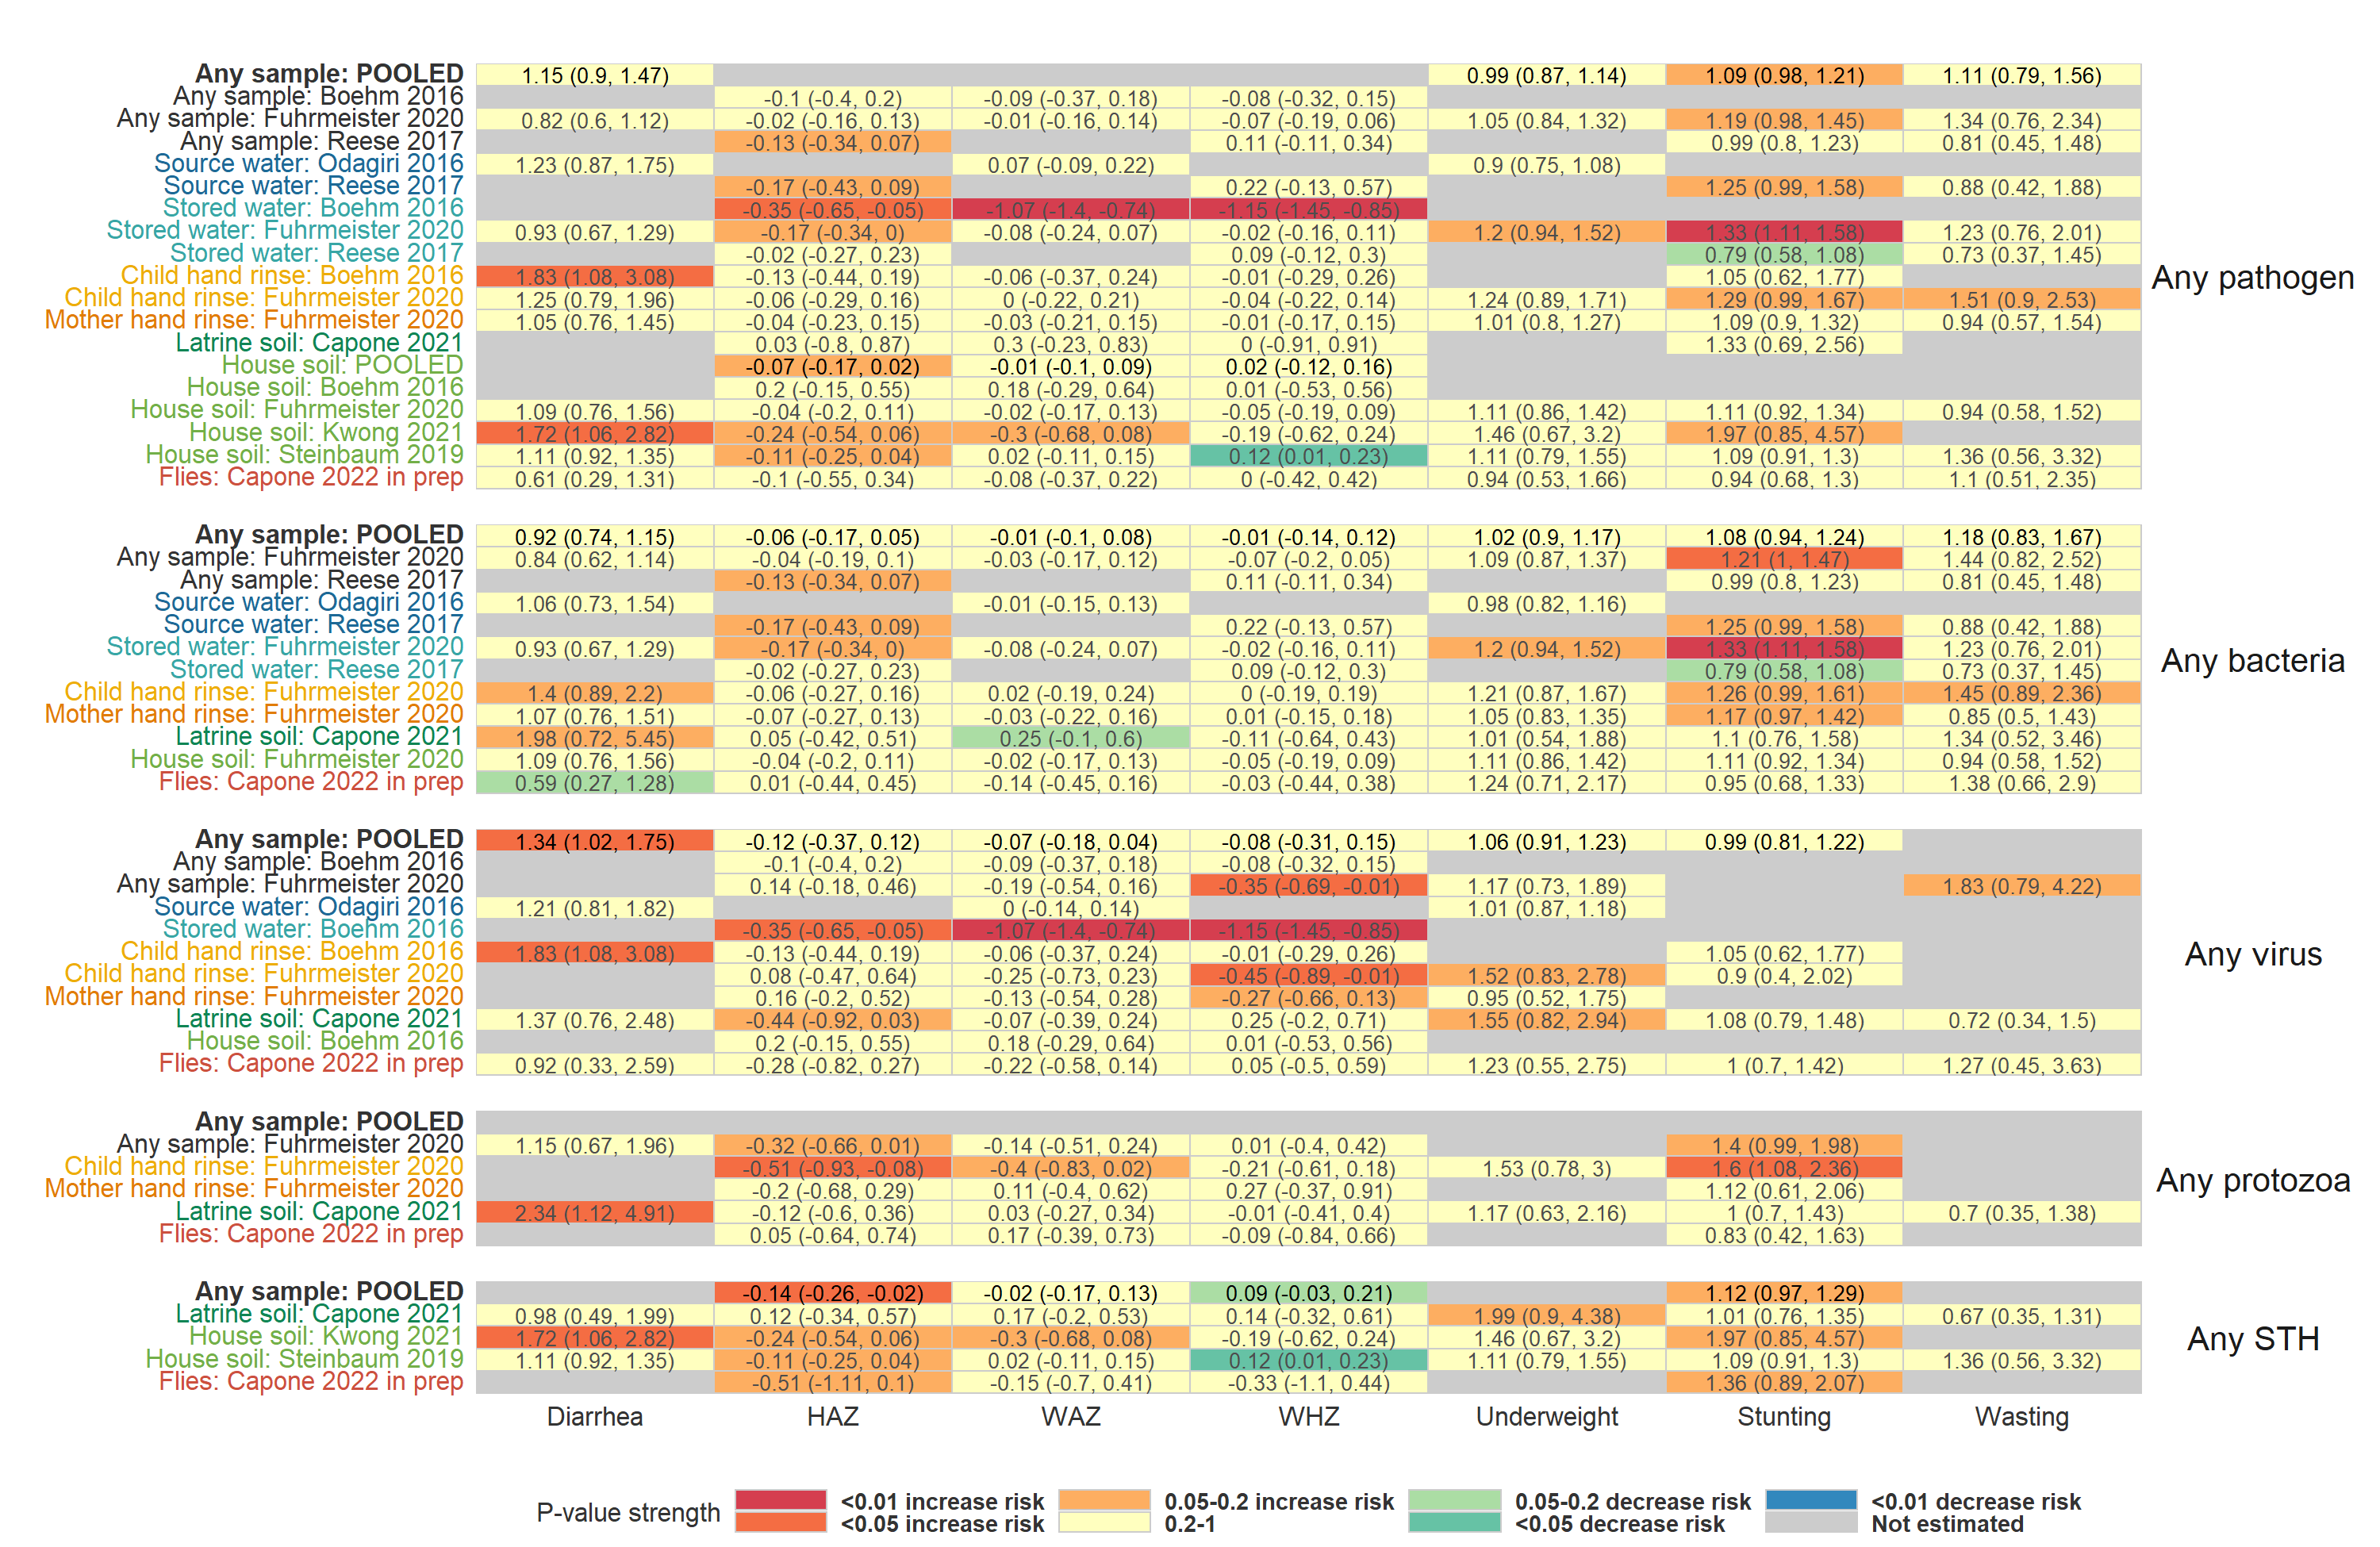 Any sample: POOLED 1.15 (0.9, 1.47) 0.99 (0.87, 1.14) 1.09 (0.98, 1.21) 1.11 (0.79, 1.56)
Any sample: Boehm 2016 -0.1 (-0.4, 0.2) -0.09 (-0.37, 0.18) -0.08 (-0.32, 0.15)
Any sample: Fuhrmeister 2020 0.82 (0.6, 1.12) -0.02 (-0.16, 0.13) -0.01 (-0.16, 0.14) -0.07 (-0.19, 0.06) 1.05 (0.84, 1.32) 1.19 (0.98, 1.45) 1.34 (0.76, 2.34)
Any sample: Reese 2017 -0.13 (-0.34, 0.07) 0.11 (-0.11, 0.34) 0.99 (0.8, 1.23) 0.81 (0.45, 1.48)
Source water: Odagiri 2016 1.23 (0.87, 1.75) 0.07 (-0.09, 0.22) 0.9 (0.75, 1.08)
Source water: Reese 2017 -0.17 (-0.43, 0.09) 0.22 (-0.13, 0.57) 1.25 (0.99, 1.58) 0.88 (0.42, 1.88)
Stored water: Boehm 2016 -0.35 (-0.65, -0.05) -1.07 (-1.4, -0.74) -1.15 (-1.45, -0.85)
Stored water: Fuhrmeister 2020 0.93 (0.67, 1.29) -0.17 (-0.34, 0) -0.08 (-0.24, 0.07) -0.02 (-0.16, 0.11) 1.2 (0.94, 1.52) 1.33 (1.11, 1.58) 1.23 (0.76, 2.01)
Stored water: Reese 2017 -0.02 (-0.27, 0.23) 0.09 (-0.12, 0.3) 0.79 (0.58, 1.08) 0.73 (0.37, 1.45)
Child hand rinse: Boehm 2016 1.83 (1.08, 3.08) -0.13 (-0.44, 0.19) -0.06 (-0.37, 0.24) -0.01 (-0.29, 0.26) 1.05 (0.62, 1.77)
Child hand rinse: Fuhrmeister 2020 1.25 (0.79, 1.96) -0.06 (-0.29, 0.16) 0 (-0.22, 0.21) -0.04 (-0.22, 0.14) 1.24 (0.89, 1.71) 1.29 (0.99, 1.67) 1.51 (0.9, 2.53)
Mother hand rinse: Fuhrmeister 2020 1.05 (0.76, 1.45) -0.04 (-0.23, 0.15) -0.03 (-0.21, 0.15) -0.01 (-0.17, 0.15) 1.01 (0.8, 1.27) 1.09 (0.9, 1.32) 0.94 (0.57, 1.54)
Latrine soil: Capone 2021 0.03 (-0.8, 0.87) 0.3 (-0.23, 0.83) 0 (-0.91, 0.91) 1.33 (0.69, 2.56)
House soil: POOLED -0.07 (-0.17, 0.02) -0.01 (-0.1, 0.09) 0.02 (-0.12, 0.16)
House soil: Boehm 2016 0.2 (-0.15, 0.55) 0.18 (-0.29, 0.64) 0.01 (-0.53, 0.56)
House soil: Fuhrmeister 2020 1.09 (0.76, 1.56) -0.04 (-0.2, 0.11) -0.02 (-0.17, 0.13) -0.05 (-0.19, 0.09) 1.11 (0.86, 1.42) 1.11 (0.92, 1.34) 0.94 (0.58, 1.52)
House soil: Kwong 2021 1.72 (1.06, 2.82) -0.24 (-0.54, 0.06) -0.3 (-0.68, 0.08) -0.19 (-0.62, 0.24) 1.46 (0.67, 3.2) 1.97 (0.85, 4.57)
House soil: Steinbaum 2019 1.11 (0.92, 1.35) -0.11 (-0.25, 0.04) 0.02 (-0.11, 0.15) 0.12 (0.01, 0.23) 1.11 (0.79, 1.55) 1.09 (0.91, 1.3) 1.36 (0.56, 3.32)
Flies: Capone 2022 in prep 0.61 (0.29, 1.31) -0.1 (-0.55, 0.34) -0.08 (-0.37, 0.22) 0 (-0.42, 0.42) 0.94 (0.53, 1.66) 0.94 (0.68, 1.3) 1.1 (0.51, 2.35)
Any pathogen
Any sample: POOLED 0.92 (0.74, 1.15) -0.06 (-0.17, 0.05) -0.01 (-0.1, 0.08) -0.01 (-0.14, 0.12) 1.02 (0.9, 1.17) 1.08 (0.94, 1.24) 1.18 (0.83, 1.67)
Any sample: Fuhrmeister 2020 0.84 (0.62, 1.14) -0.04 (-0.19, 0.1) -0.03 (-0.17, 0.12) -0.07 (-0.2, 0.05) 1.09 (0.87, 1.37) 1.21 (1, 1.47) 1.44 (0.82, 2.52)
Any sample: Reese 2017 -0.13 (-0.34, 0.07) 0.11 (-0.11, 0.34) 0.99 (0.8, 1.23) 0.81 (0.45, 1.48)
Source water: Odagiri 2016 1.06 (0.73, 1.54) -0.01 (-0.15, 0.13) 0.98 (0.82, 1.16)
Source water: Reese 2017 -0.17 (-0.43, 0.09) 0.22 (-0.13, 0.57) 1.25 (0.99, 1.58) 0.88 (0.42, 1.88)
Stored water: Fuhrmeister 2020 0.93 (0.67, 1.29) -0.17 (-0.34, 0) -0.08 (-0.24, 0.07) -0.02 (-0.16, 0.11) 1.2 (0.94, 1.52) 1.33 (1.11, 1.58) 1.23 (0.76, 2.01)
Stored water: Reese 2017 -0.02 (-0.27, 0.23) 0.09 (-0.12, 0.3) 0.79 (0.58, 1.08) 0.73 (0.37, 1.45)
Child hand rinse: Fuhrmeister 2020 1.4 (0.89, 2.2) -0.06 (-0.27, 0.16) 0.02 (-0.19, 0.24) 0 (-0.19, 0.19) 1.21 (0.87, 1.67) 1.26 (0.99, 1.61) 1.45 (0.89, 2.36)
Mother hand rinse: Fuhrmeister 2020 1.07 (0.76, 1.51) -0.07 (-0.27, 0.13) -0.03 (-0.22, 0.16) 0.01 (-0.15, 0.18) 1.05 (0.83, 1.35) 1.17 (0.97, 1.42) 0.85 (0.5, 1.43)
Latrine soil: Capone 2021 1.98 (0.72, 5.45) 0.05 (-0.42, 0.51) 0.25 (-0.1, 0.6) -0.11 (-0.64, 0.43) 1.01 (0.54, 1.88) 1.1 (0.76, 1.58) 1.34 (0.52, 3.46)
House soil: Fuhrmeister 2020 1.09 (0.76, 1.56) -0.04 (-0.2, 0.11) -0.02 (-0.17, 0.13) -0.05 (-0.19, 0.09) 1.11 (0.86, 1.42) 1.11 (0.92, 1.34) 0.94 (0.58, 1.52)
Flies: Capone 2022 in prep 0.59 (0.27, 1.28) 0.01 (-0.44, 0.45) -0.14 (-0.45, 0.16) -0.03 (-0.44, 0.38) 1.24 (0.71, 2.17) 0.95 (0.68, 1.33) 1.38 (0.66, 2.9)
Any bacteria
Any sample: POOLED 1.34 (1.02, 1.75) -0.12 (-0.37, 0.12) -0.07 (-0.18, 0.04) -0.08 (-0.31, 0.15) 1.06 (0.91, 1.23) 0.99 (0.81, 1.22)
Any sample: Boehm 2016 -0.1 (-0.4, 0.2) -0.09 (-0.37, 0.18) -0.08 (-0.32, 0.15)
Any sample: Fuhrmeister 2020 0.14 (-0.18, 0.46) -0.19 (-0.54, 0.16) -0.35 (-0.69, -0.01) 1.17 (0.73, 1.89) 1.83 (0.79, 4.22)
Source water: Odagiri 2016 1.21 (0.81, 1.82) 0 (-0.14, 0.14) 1.01 (0.87, 1.18)
Stored water: Boehm 2016 -0.35 (-0.65, -0.05) -1.07 (-1.4, -0.74) -1.15 (-1.45, -0.85)
Child hand rinse: Boehm 2016 1.83 (1.08, 3.08) -0.13 (-0.44, 0.19) -0.06 (-0.37, 0.24) -0.01 (-0.29, 0.26) 1.05 (0.62, 1.77)
Child hand rinse: Fuhrmeister 2020 0.08 (-0.47, 0.64) -0.25 (-0.73, 0.23) -0.45 (-0.89, -0.01) 1.52 (0.83, 2.78) 0.9 (0.4, 2.02)
Mother hand rinse: Fuhrmeister 2020 0.16 (-0.2, 0.52) -0.13 (-0.54, 0.28) -0.27 (-0.66, 0.13) 0.95 (0.52, 1.75)
Latrine soil: Capone 2021 1.37 (0.76, 2.48) -0.44 (-0.92, 0.03) -0.07 (-0.39, 0.24) 0.25 (-0.2, 0.71) 1.55 (0.82, 2.94) 1.08 (0.79, 1.48) 0.72 (0.34, 1.5)
House soil: Boehm 2016 0.2 (-0.15, 0.55) 0.18 (-0.29, 0.64) 0.01 (-0.53, 0.56)
Flies: Capone 2022 in prep 0.92 (0.33, 2.59) -0.28 (-0.82, 0.27) -0.22 (-0.58, 0.14) 0.05 (-0.5, 0.59) 1.23 (0.55, 2.75) 1 (0.7, 1.42) 1.27 (0.45, 3.63)
Any virus
Any sample: POOLED
Any sample: Fuhrmeister 2020 1.15 (0.67, 1.96) -0.32 (-0.66, 0.01) -0.14 (-0.51, 0.24) 0.01 (-0.4, 0.42) 1.4 (0.99, 1.98)
Child hand rinse: Fuhrmeister 2020 -0.51 (-0.93, -0.08) -0.4 (-0.83, 0.02) -0.21 (-0.61, 0.18) 1.53 (0.78, 3) 1.6 (1.08, 2.36)
Mother hand rinse: Fuhrmeister 2020 -0.2 (-0.68, 0.29) 0.11 (-0.4, 0.62) 0.27 (-0.37, 0.91) 1.12 (0.61, 2.06)
Latrine soil: Capone 2021 2.34 (1.12, 4.91) -0.12 (-0.6, 0.36) 0.03 (-0.27, 0.34) -0.01 (-0.41, 0.4) 1.17 (0.63, 2.16) 1 (0.7, 1.43) 0.7 (0.35, 1.38)
Flies: Capone 2022 in prep 0.05 (-0.64, 0.74) 0.17 (-0.39, 0.73) -0.09 (-0.84, 0.66) 0.83 (0.42, 1.63)
Any protozoa
Any sample: POOLED -0.14 (-0.26, -0.02) -0.02 (-0.17, 0.13) 0.09 (-0.03, 0.21) 1.12 (0.97, 1.29)
Latrine soil: Capone 2021 0.98 (0.49, 1.99) 0.12 (-0.34, 0.57) 0.17 (-0.2, 0.53) 0.14 (-0.32, 0.61) 1.99 (0.9, 4.38) 1.01 (0.76, 1.35) 0.67 (0.35, 1.31)
House soil: Kwong 2021 1.72 (1.06, 2.82) -0.24 (-0.54, 0.06) -0.3 (-0.68, 0.08) -0.19 (-0.62, 0.24) 1.46 (0.67, 3.2) 1.97 (0.85, 4.57)
House soil: Steinbaum 2019 1.11 (0.92, 1.35) -0.11 (-0.25, 0.04) 0.02 (-0.11, 0.15) 0.12 (0.01, 0.23) 1.11 (0.79, 1.55) 1.09 (0.91, 1.3) 1.36 (0.56, 3.32)
Flies: Capone 2022 in prep -0.51 (-1.11, 0.1) -0.15 (-0.7, 0.41) -0.33 (-1.1, 0.44) 1.36 (0.89, 2.07)
Any STH
Diarrhea HAZ WAZ WHZ Underweight Stunting Wasting
P-value strength
<0.01 increase risk 0.05-0.2 increase risk 0.05-0.2 decrease risk <0.01 decrease risk
<0.05 increase risk 0.2-1 <0.05 decrease risk Not estimated